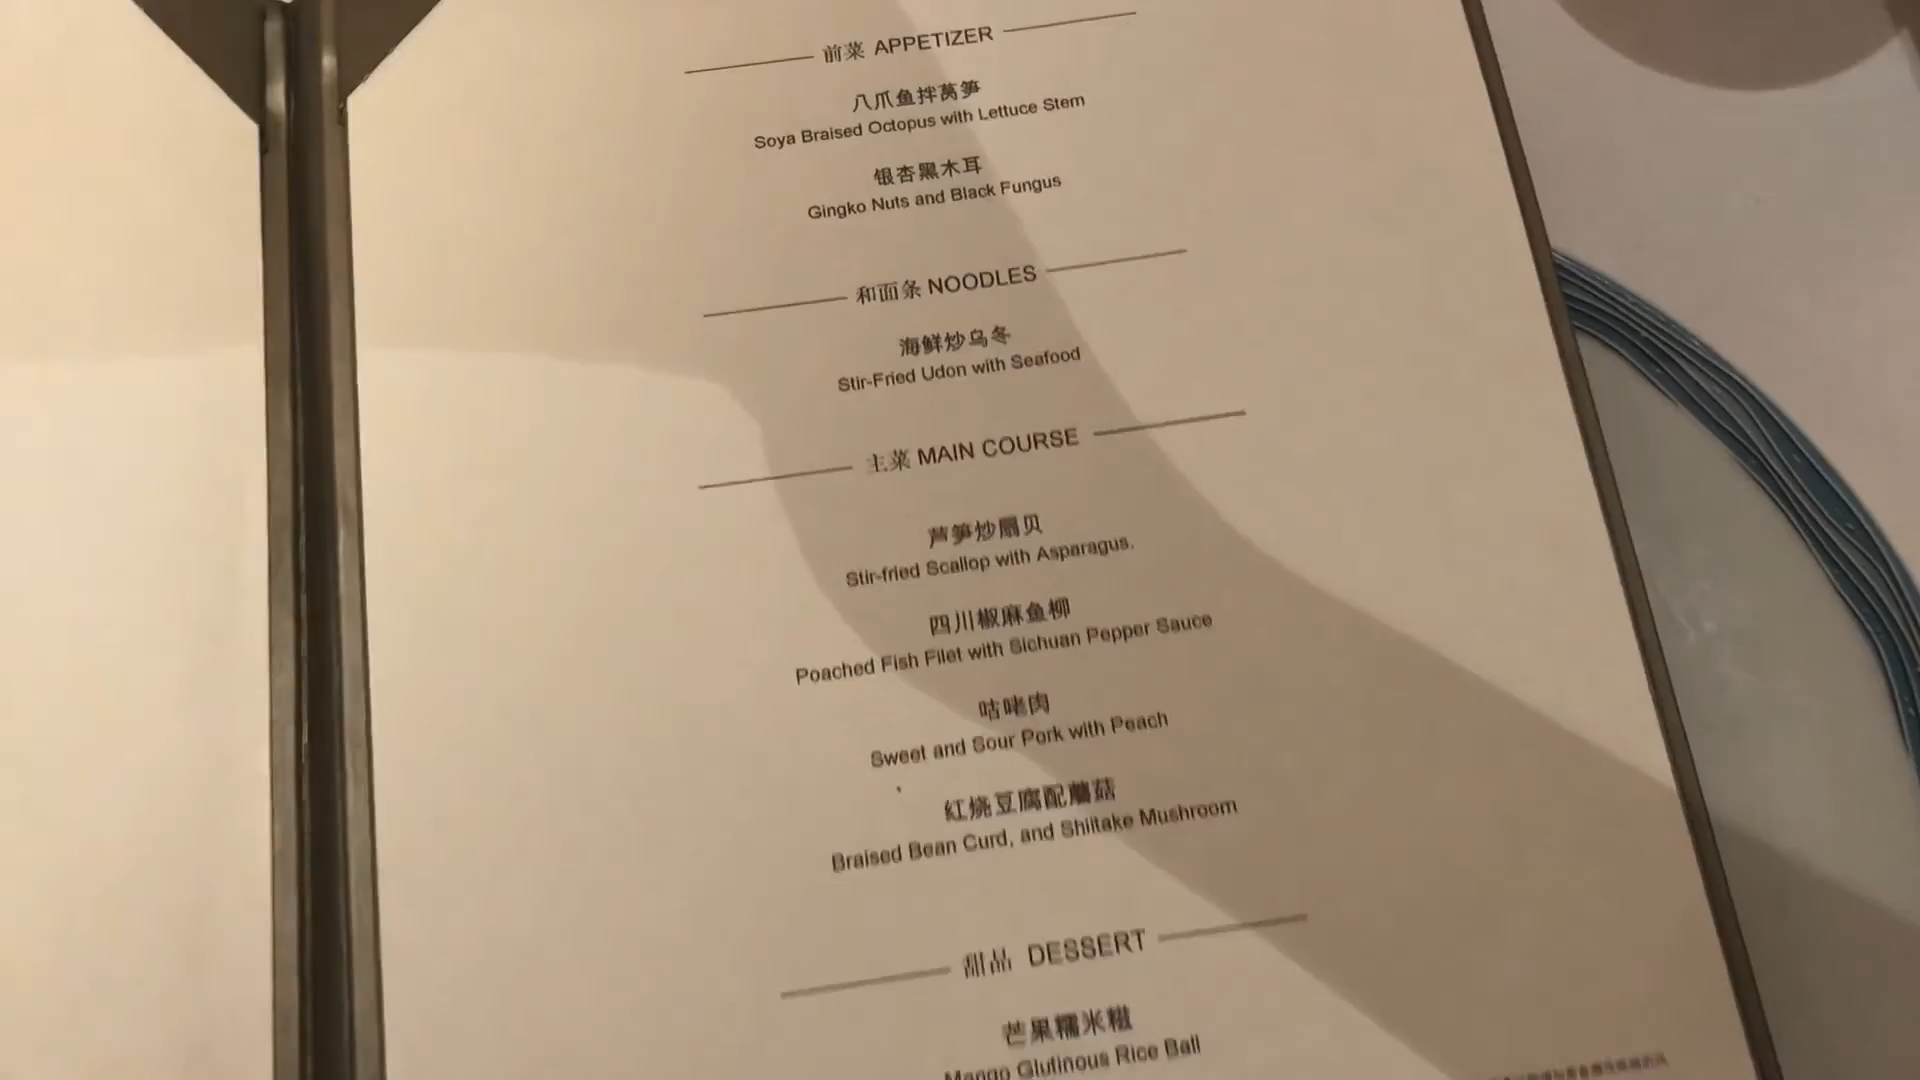 前菜 APPETIZER
八爪鱼拌莴笋
Soya Braised Octopus with Lettuce Stem
银杏黑木耳
Gingko Nuts and Black Fungus
和面条 NOODLES
海鲜炒乌冬
Stir-Fried Udon with Seafood
主菜 MAIN COURSE
芦笋炒扇贝
Stir-fried Scallop with Asparagus,
四川椒麻鱼柳
Poached Fish Filet with Sichuan Pepper Sauce
咕咾肉
Sweet and Sour Pork with Peach
红烧豆腐配蘑菇
Braised Bean Curd, and Shiitake Mushroom
甜品 DESSERT
芒果糯米糍
Mango Glutinous Rice Ball